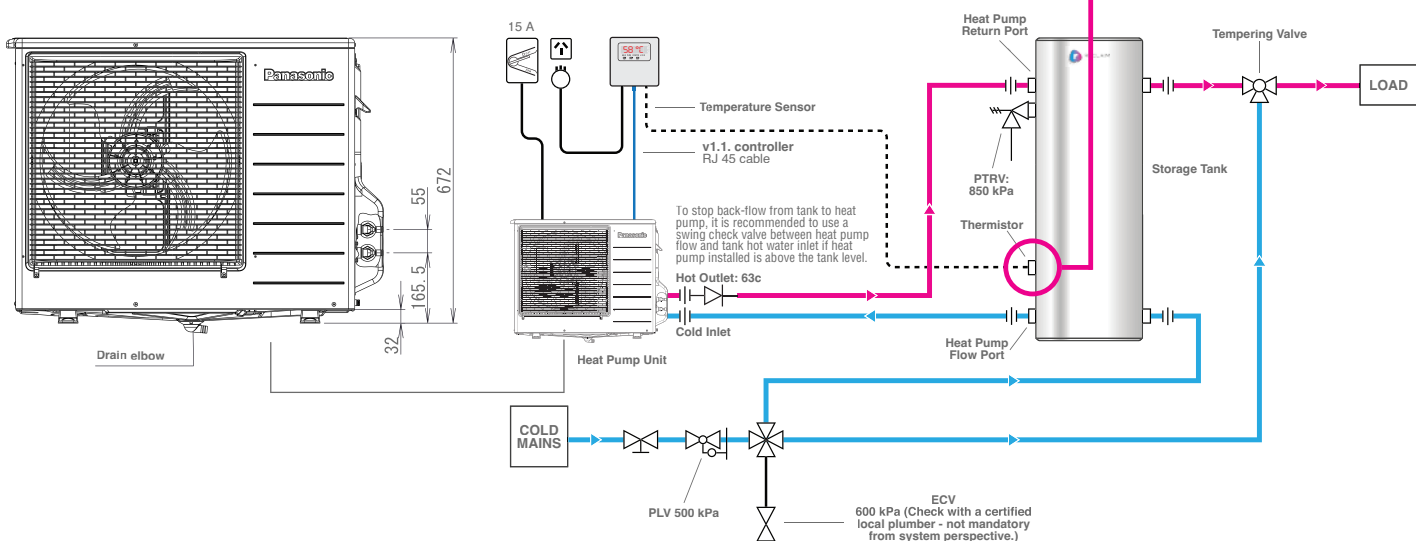 Panasonic
672
55
165.5
32
Drain elbow
15 A
58 °C
Temperature Sensor
v1.1. controller
RJ 45 cable
Panasonic
Heat Pump Unit
To stop back-flow from tank to heat
pump, it is recommended to use a
swing check valve between heat pump
flow and tank hot water inlet if heat
pump installed is above the tank level.
Hot Outlet: 63c
Cold Inlet
Heat Pump
Return Port
PTRV:
850 kPa
Thermistor
Heat Pump
Flow Port
Storage Tank
Tempering Valve
LOAD
COLD
MAINS
PLV 500 kPa
ECV
600 kPa (Check with a certified
local plumber - not mandatory
from system perspective.)